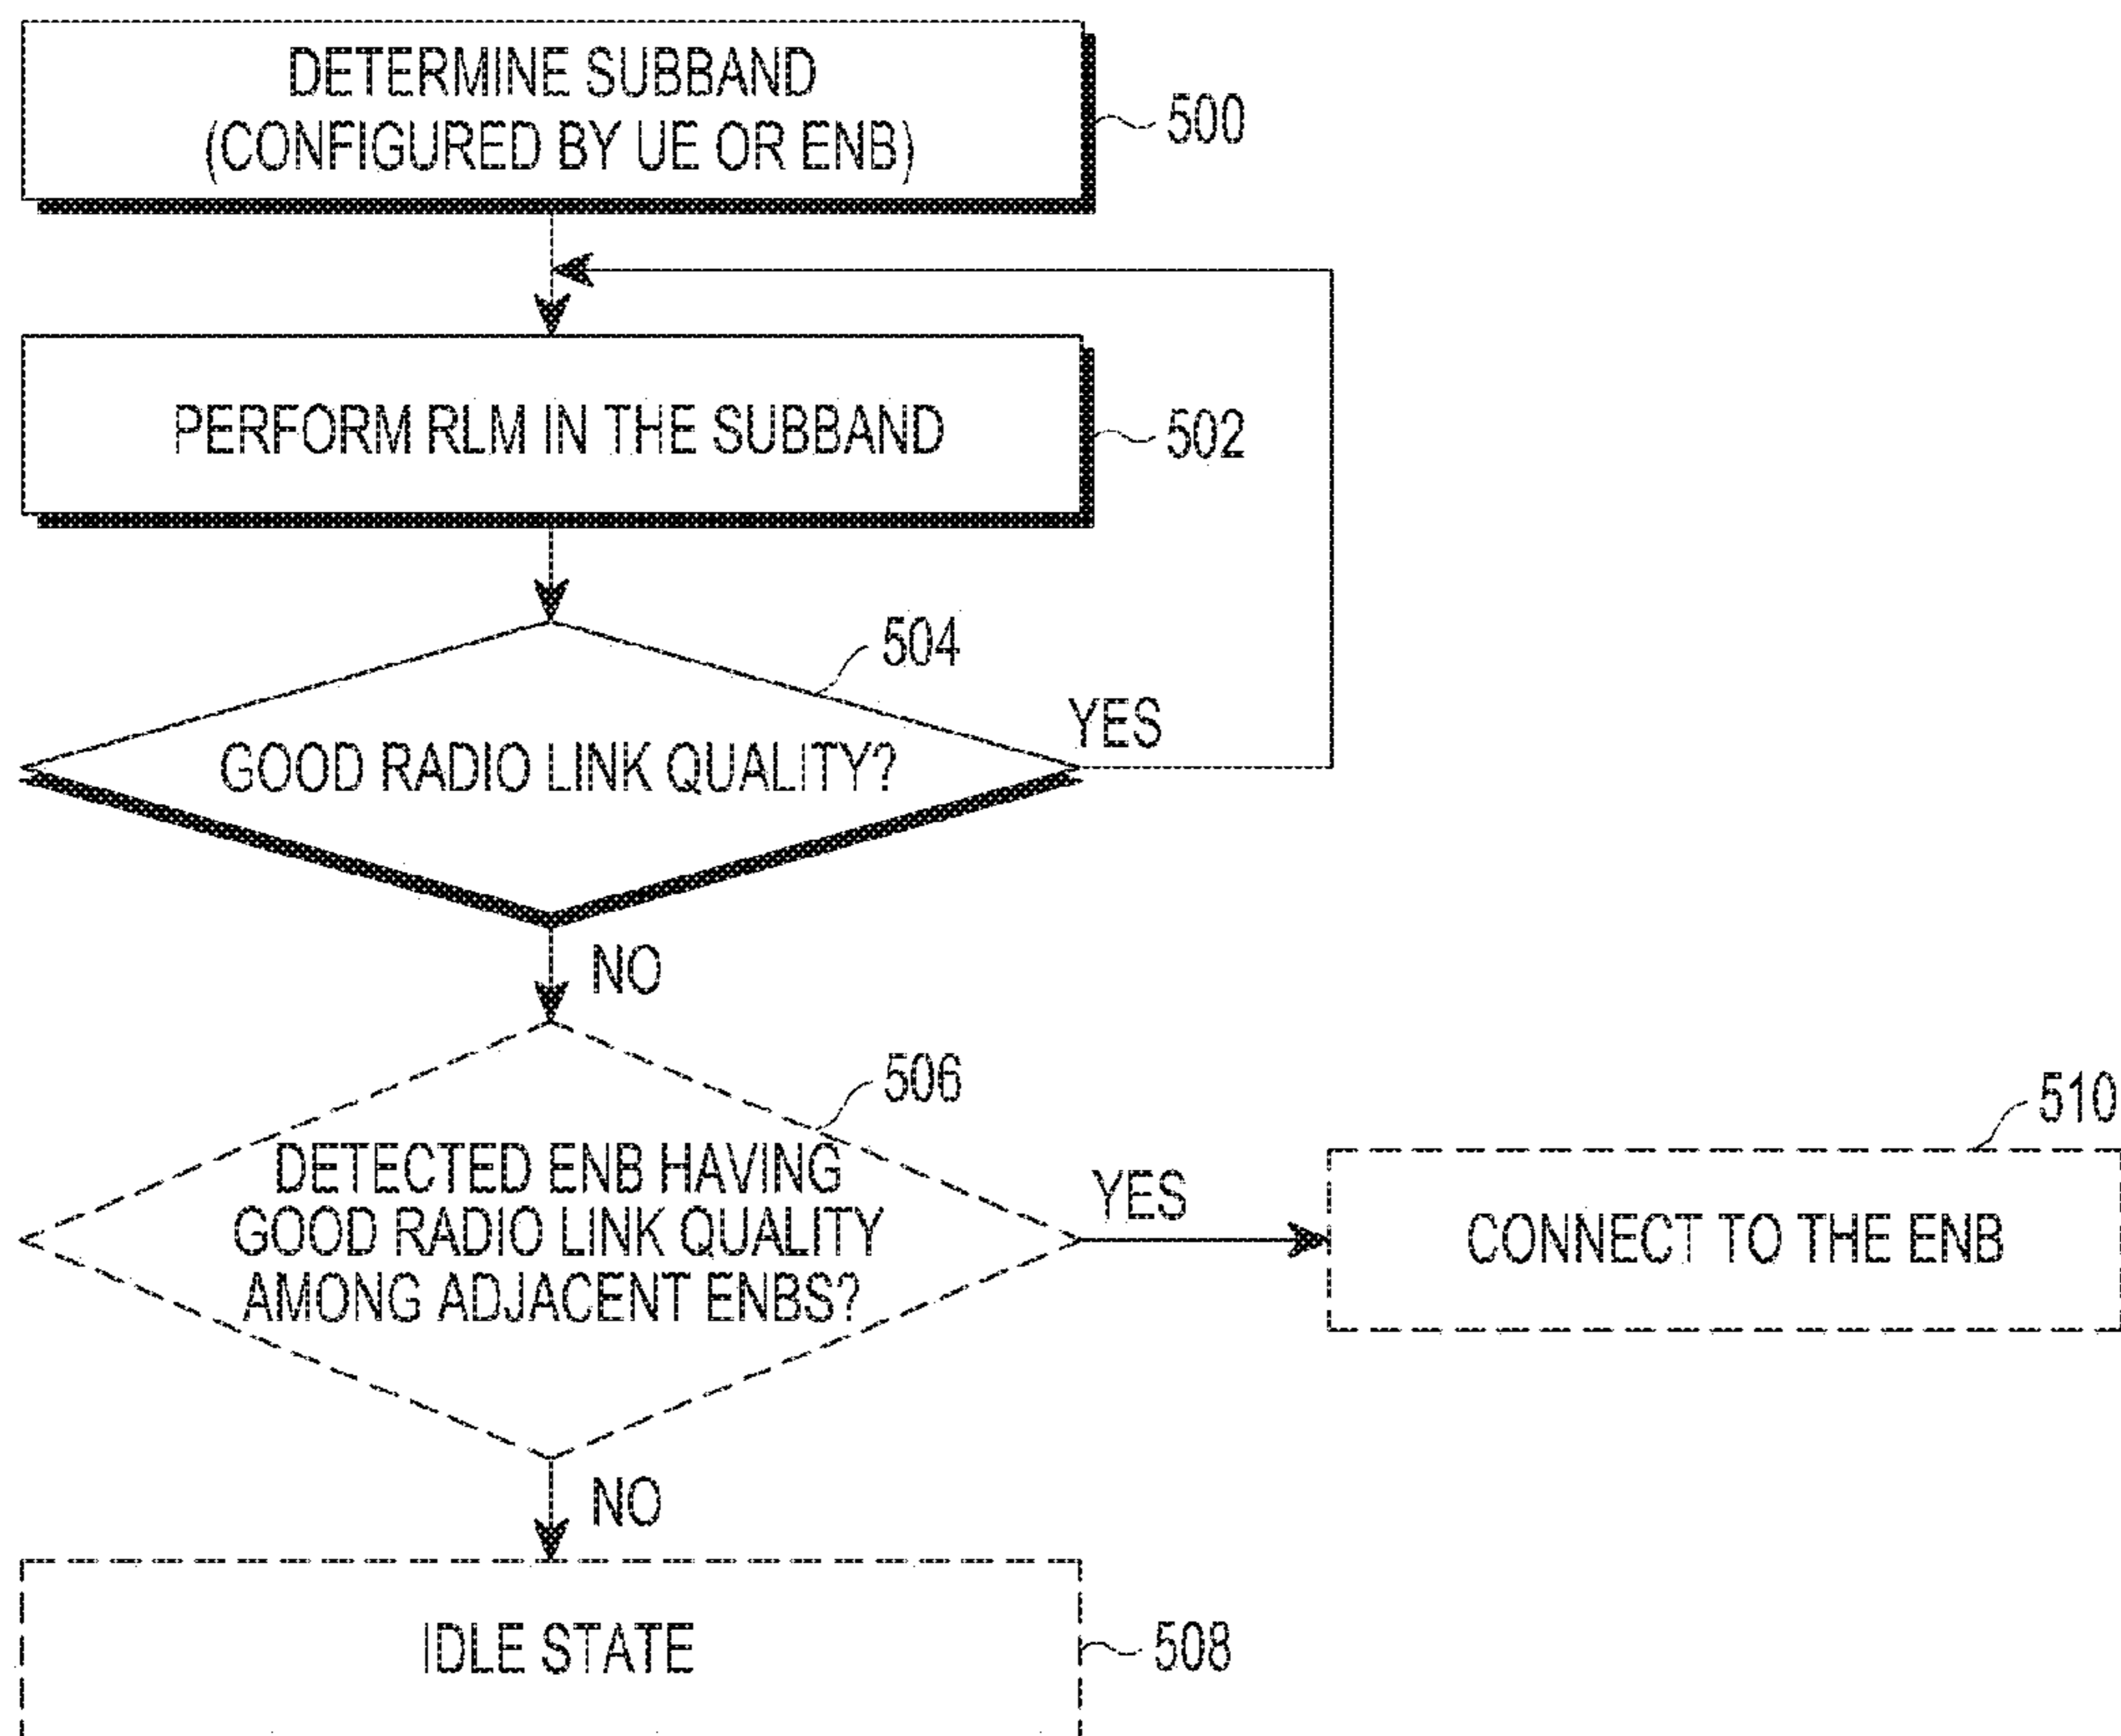 DETERMINE SUBBAND
(CONFIGURED BY UE OR ENB)
500
PERFORM RLM IN THE SUBBAND
502
504
GOOD RADIO LINK QUALITY?
YES
NO
506
DETECTED ENB HAVING
GOOD RADIO LINK QUALITY
AMONG ADJACENT ENBS?
YES
510
CONNECT TO THE ENB
NO
IDLE STATE
508